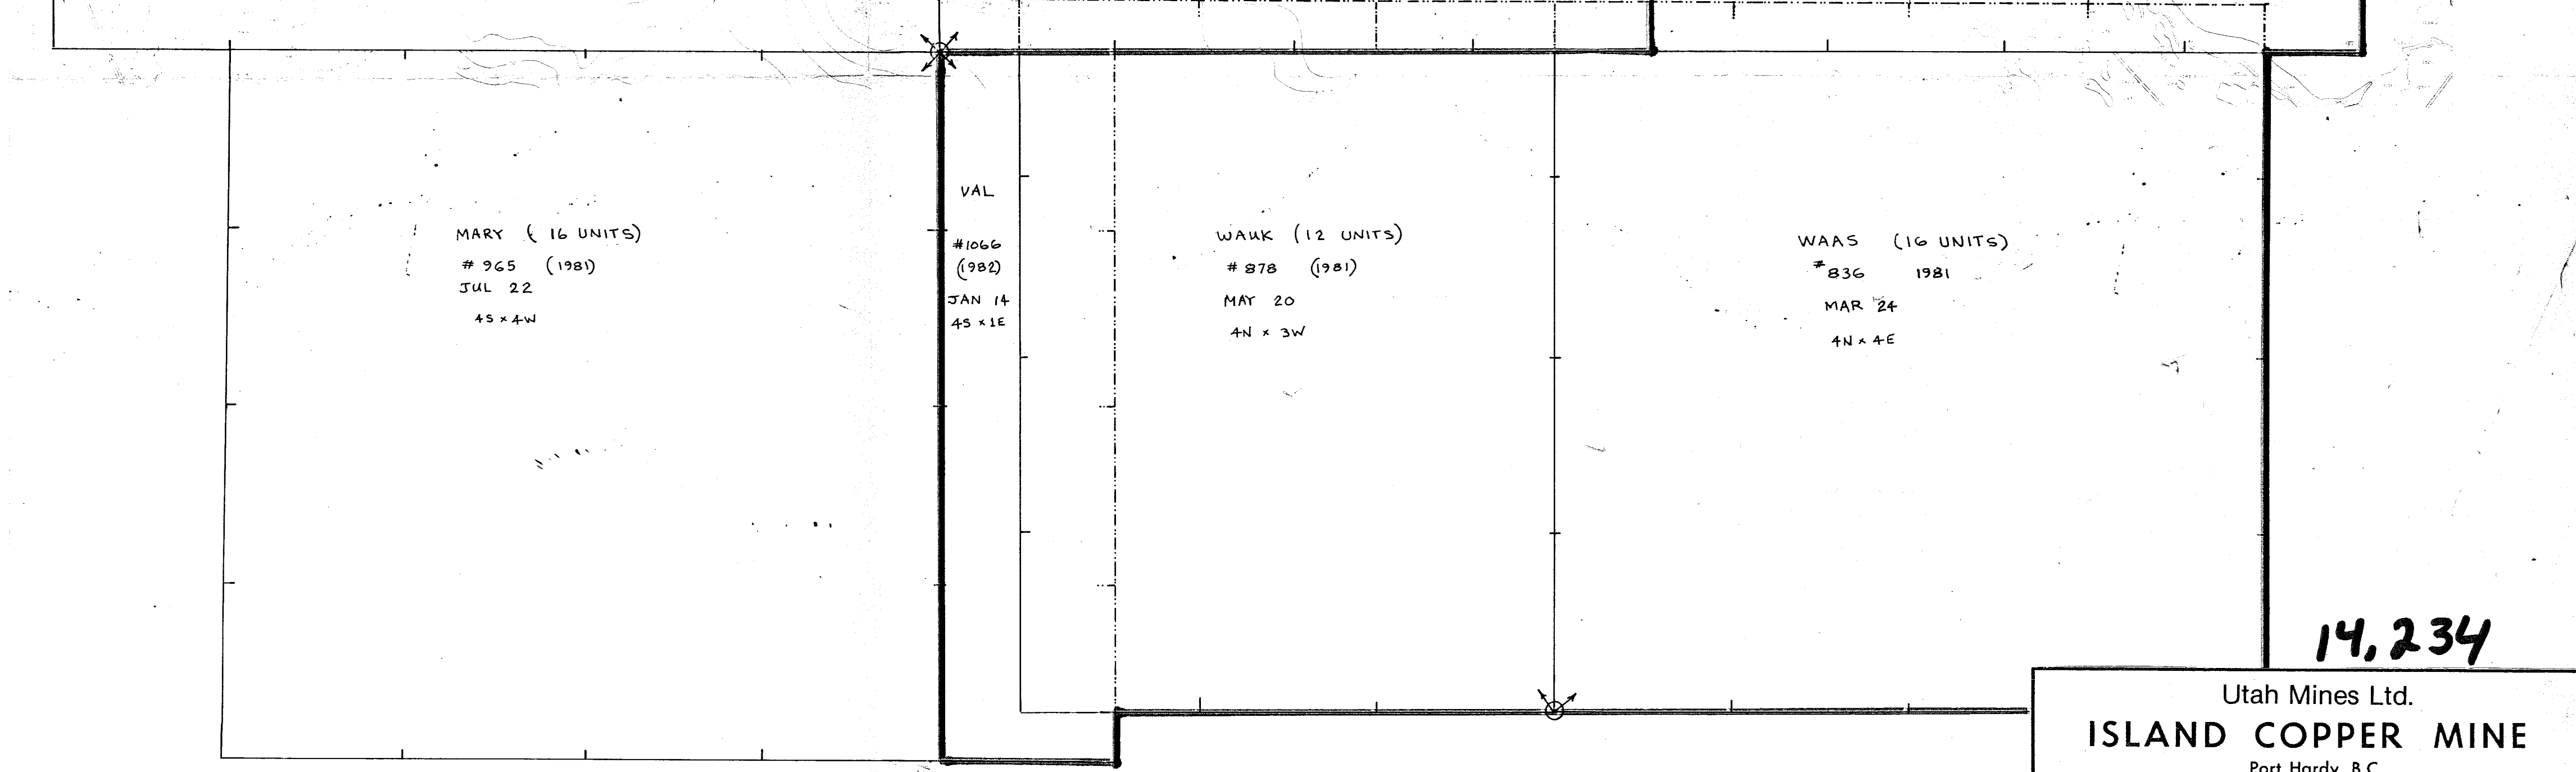 MARY ( 16 UNITS)
# 965 (1981)
JUL 22
4S x 4W
VAL
#1066
(1982)
JAN 14
4S x 1E
WAUK (12 UNITS)
# 878 (1981)
MAY 20
4N x 3W
WAAS (16 UNITS)
#836 1981
MAR 24
4N x 4E
14,234
Utah Mines Ltd.
ISLAND COPPER MINE
Port Hardy, B.C.